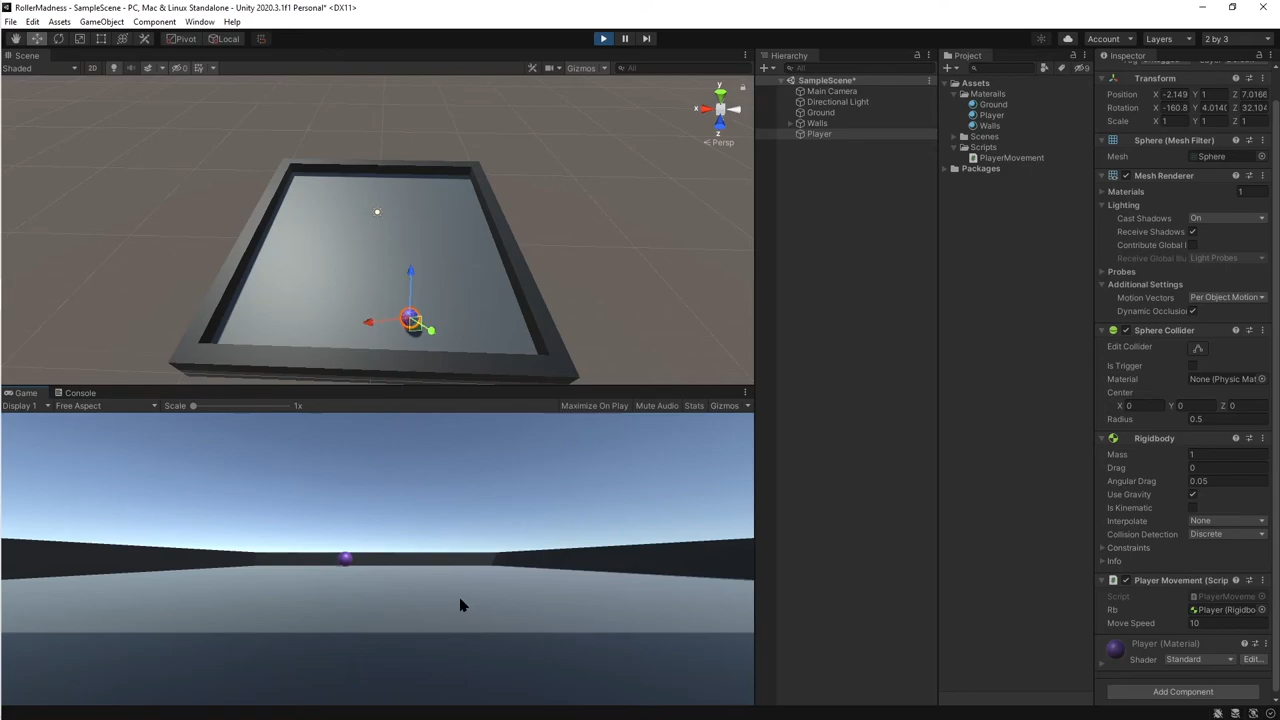 RollerMadness - SampleScene - PC, Mac & Linux Standalone - Unity 2020.3.1f1 Personal* <DX11>
File Edit Assets GameObject Component Window Help
Pivot Local Account Layers 2 by 3
Scene
Shaded 2D 0 Gizmos All
y
x
z
Persp
Game Console
Display 1 Free Aspect Scale 1x Maximize On Play Mute Audio Stats Gizmos
Hierarchy
All
SampleScene*
Main Camera
Directional Light
Ground
Walls
Player
Project
9
Assets
Materails
Ground
Player
Walls
Scenes
Scripts
PlayerMovement
Packages
Inspector
Transform
Position X -2.149 Y 1 Z 7.0166
Rotation X -160.8 Y 4.0140 Z 32.104
Scale X 1 Y 1 Z 1
Sphere (Mesh Filter)
Mesh Sphere
Mesh Renderer
Materials 1
Lighting
Cast Shadows On
Receive Shadows
Contribute Global I
Receive Global Illu Light Probes
Probes
Additional Settings
Motion Vectors Per Object Motion
Dynamic Occlusio
Sphere Collider
Edit Collider
Is Trigger
Material None (Physic Mat
Center
X 0 Y 0 Z 0
Radius 0.5
Rigidbody
Mass 1
Drag 0
Angular Drag 0.05
Use Gravity
Is Kinematic
Interpolate None
Collision Detection Discrete
Constraints
Info
Player Movement (Scrip
Script PlayerMoveme
Rb Player (Rigidbo
Move Speed 10
Player (Material)
Shader Standard Edit...
Add Component